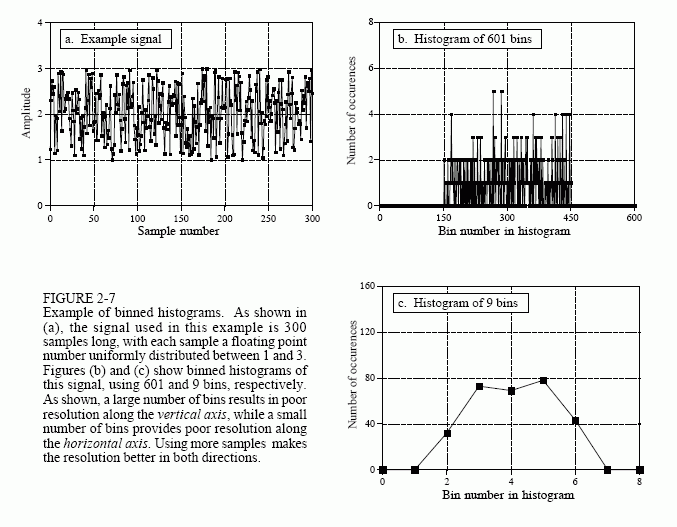 a. Example signal
Amplitude
4
3
2
1
0
0 50 100 150 200 250 300
Sample number
b. Histogram of 601 bins
Number of occurences
8
6
4
2
0
0 150 300 450 600
Bin number in histogram
FIGURE 2-7
Example of binned histograms. As shown in
(a), the signal used in this example is 300
samples long, with each sample a floating point
number uniformly distributed between 1 and 3.
Figures (b) and (c) show binned histograms of
this signal, using 601 and 9 bins, respectively.
As shown, a large number of bins results in poor
resolution along the vertical axis, while a small
number of bins provides poor resolution along
the horizontal axis. Using more samples makes
the resolution better in both directions.
c. Histogram of 9 bins
Number of occurences
160
120
80
40
0
0 2 4 6 8
Bin number in histogram